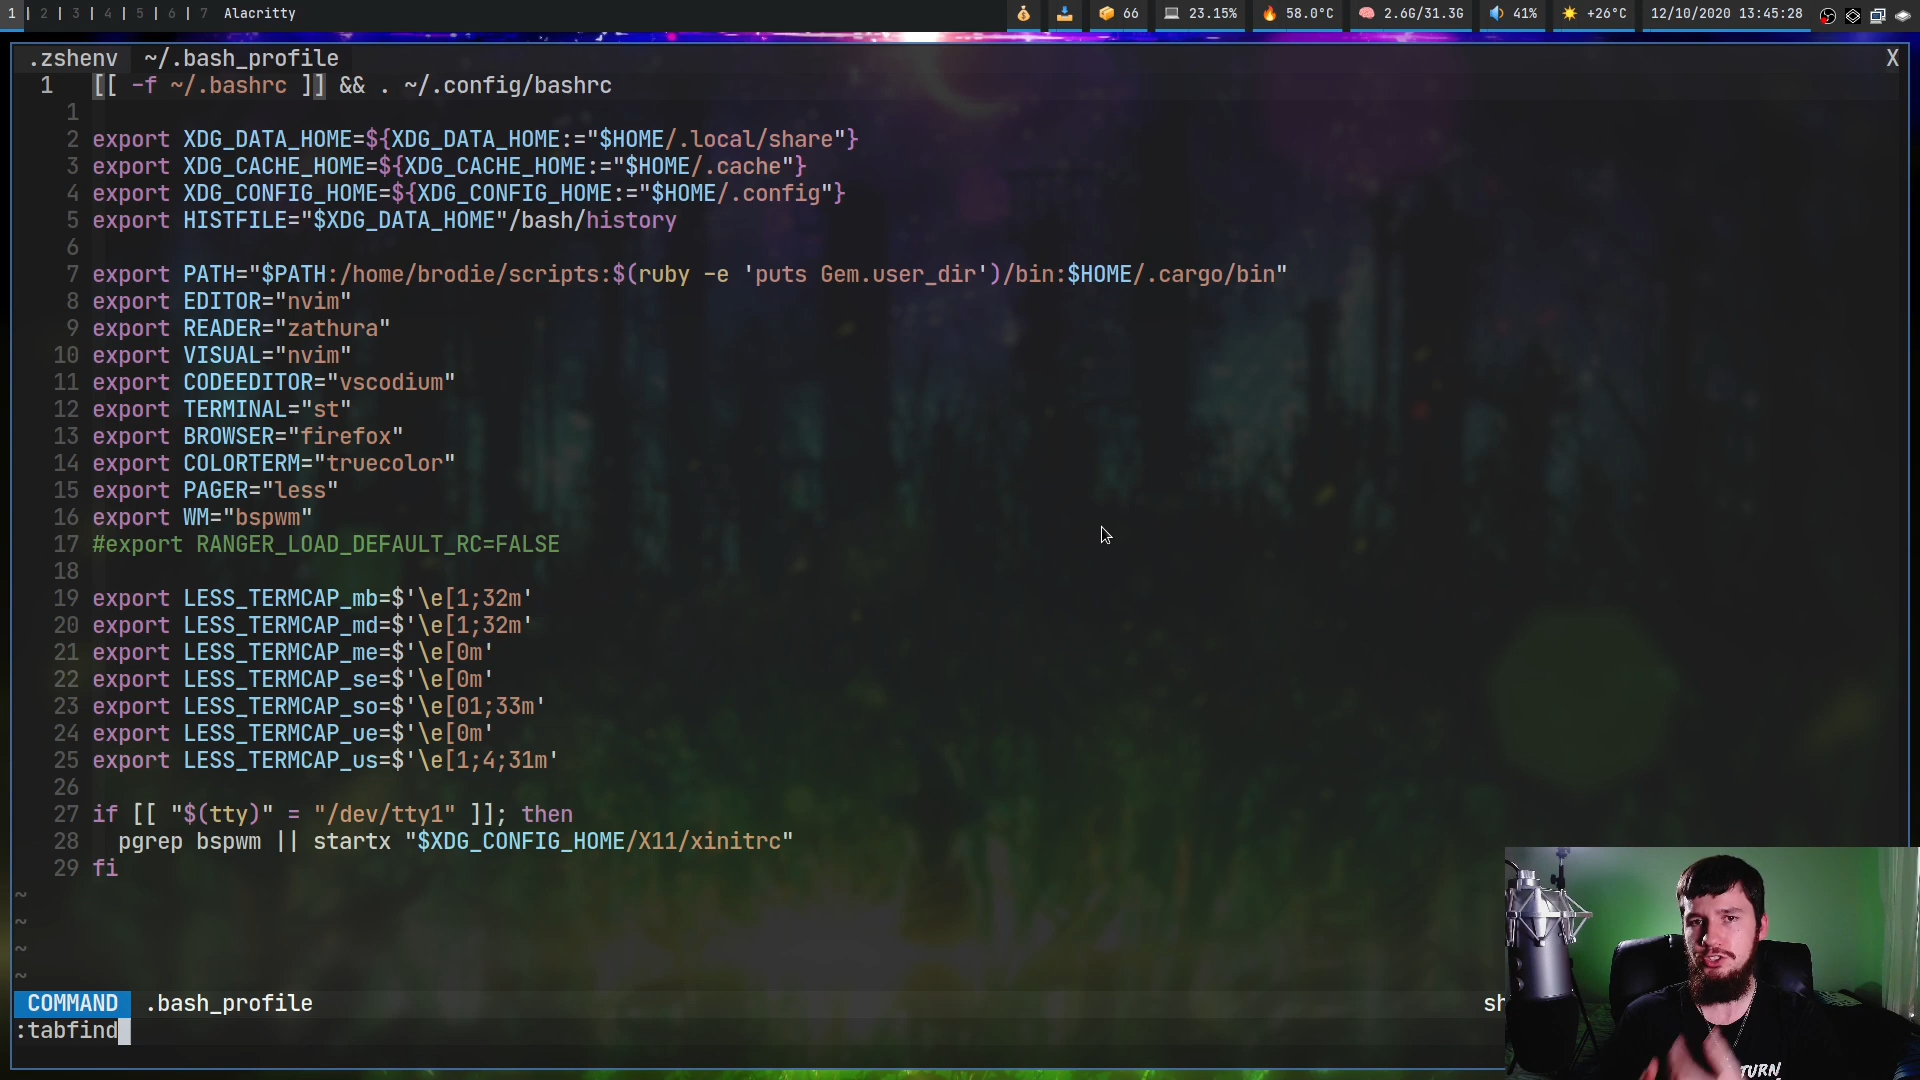 1 | 2 | 3 | 4 | 5 | 6 | 7 Alacritty 66 23.15% 58.0°C 2.6G/31.3G 41% +26°C 12/10/2020 13:45:28
.zshenv ~/.bash_profile X
1 [[ -f ~/.bashrc ]] && . ~/.config/bashrc
1
2 export XDG_DATA_HOME=${XDG_DATA_HOME:="$HOME/.local/share"}
3 export XDG_CACHE_HOME=${XDG_CACHE_HOME:="$HOME/.cache"}
4 export XDG_CONFIG_HOME=${XDG_CONFIG_HOME:="$HOME/.config"}
5 export HISTFILE="$XDG_DATA_HOME"/bash/history
6
7 export PATH="$PATH:/home/brodie/scripts:$(ruby -e 'puts Gem.user_dir')/bin:$HOME/.cargo/bin"
8 export EDITOR="nvim"
9 export READER="zathura"
10 export VISUAL="nvim"
11 export CODEEDITOR="vscodium"
12 export TERMINAL="st"
13 export BROWSER="firefox"
14 export COLORTERM="truecolor"
15 export PAGER="less"
16 export WM="bspwm"
17 #export RANGER_LOAD_DEFAULT_RC=FALSE
18
19 export LESS_TERMCAP_mb=$'\e[1;32m'
20 export LESS_TERMCAP_md=$'\e[1;32m'
21 export LESS_TERMCAP_me=$'\e[0m'
22 export LESS_TERMCAP_se=$'\e[0m'
23 export LESS_TERMCAP_so=$'\e[01;33m'
24 export LESS_TERMCAP_ue=$'\e[0m'
25 export LESS_TERMCAP_us=$'\e[1;4;31m'
26
27 if [[ "$(tty)" = "/dev/tty1" ]]; then
28 pgrep bspwm || startx "$XDG_CONFIG_HOME/X11/xinitrc"
29 fi
~
~
~
~
COMMAND .bash_profile sh
:tabfind
TURN